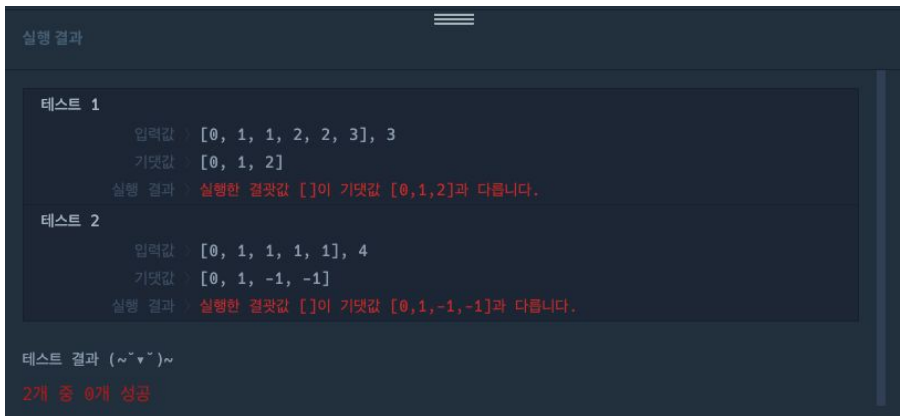 실행 결과
테스트 1
입력값 〉 [0, 1, 1, 2, 2, 3], 3
기댓값 〉 [0, 1, 2]
실행 결과 〉 실행한 결괏값 []이 기댓값 [0,1,2]과 다릅니다.
테스트 2
입력값 〉 [0, 1, 1, 1, 1], 4
기댓값 〉 [0, 1, -1, -1]
실행 결과 〉 실행한 결괏값 []이 기댓값 [0,1,-1,-1]과 다릅니다.
테스트 결과 (~˘▾˘)~
2개 중 0개 성공